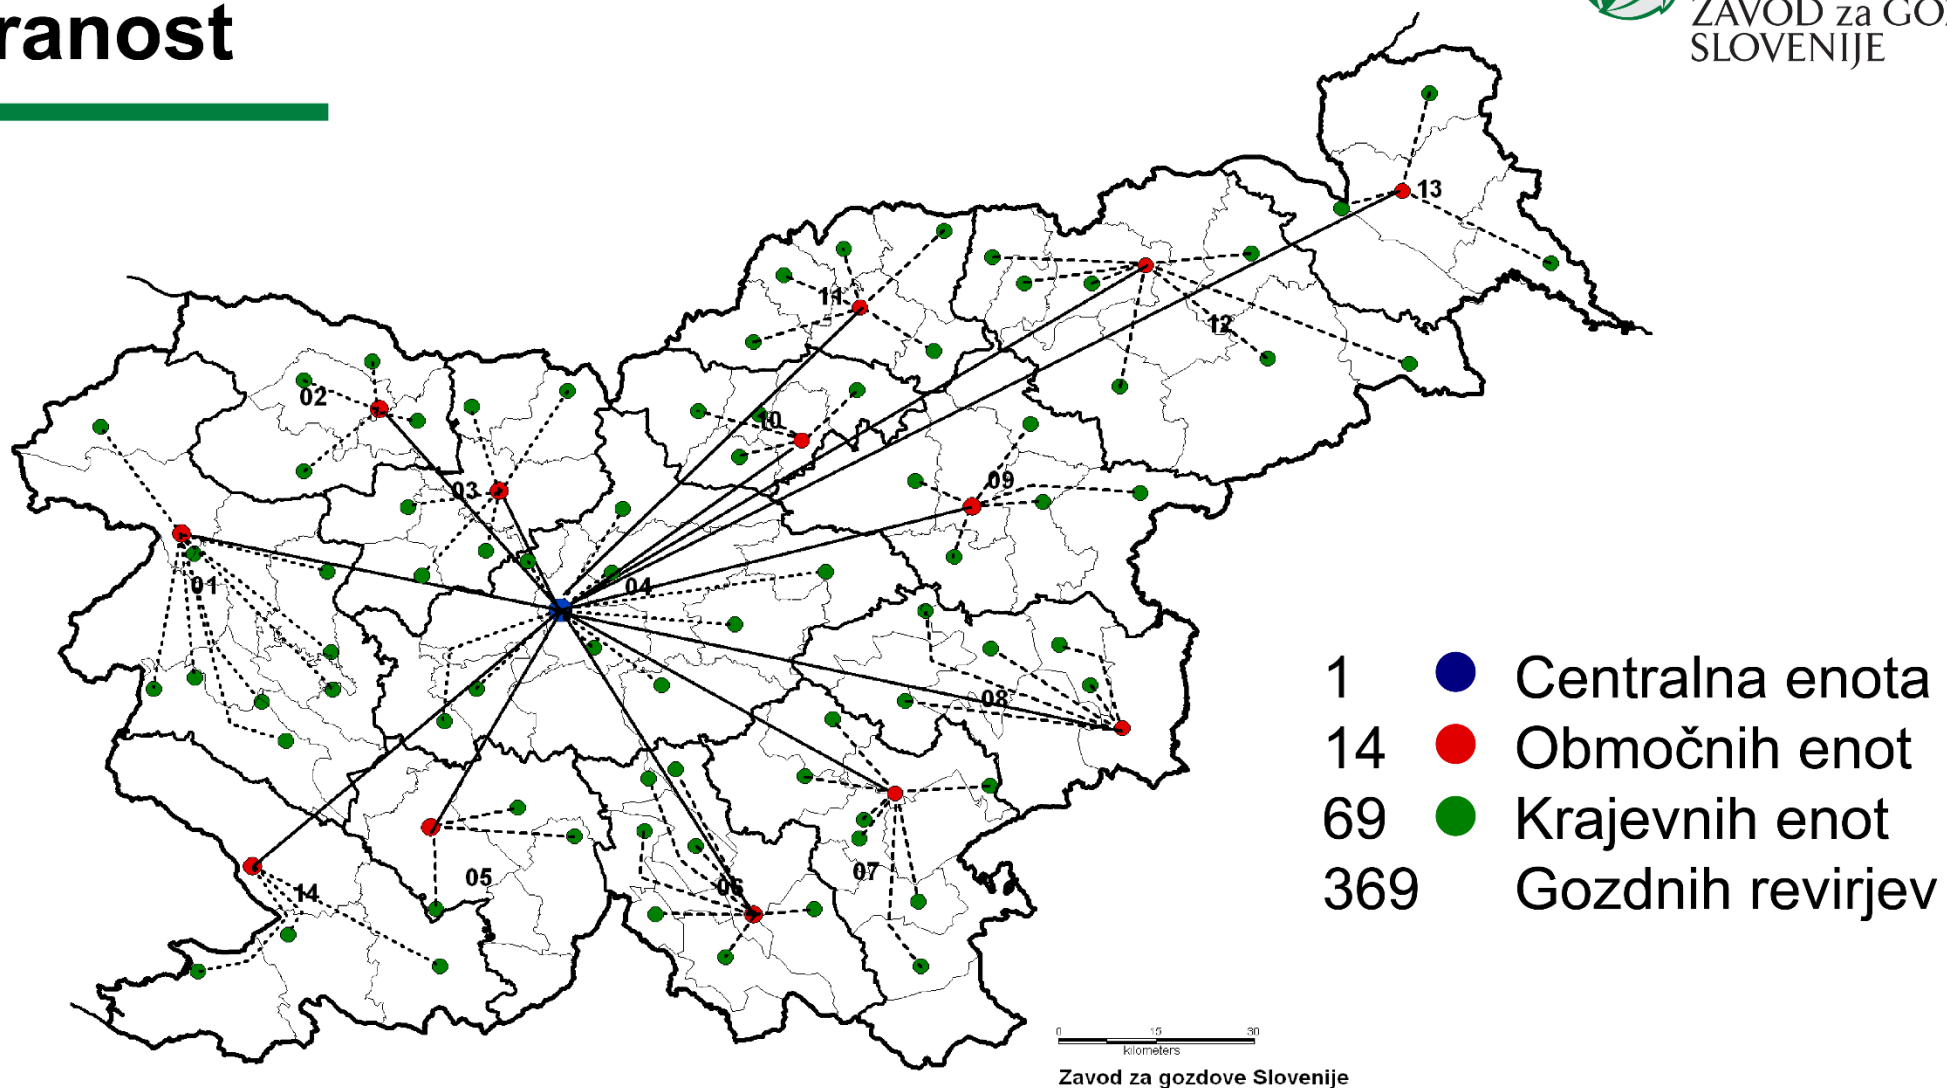 ranost
ZAVOD za GOZ
SLOVENIJE
13
11
12
02
10
03
09
04
01
08
06
07
05
14
1 Centralna enota
14 Območnih enot
69 Krajevnih enot
369 Gozdnih revirjev
0 15 30
kilometers
Zavod za gozdove Slovenije